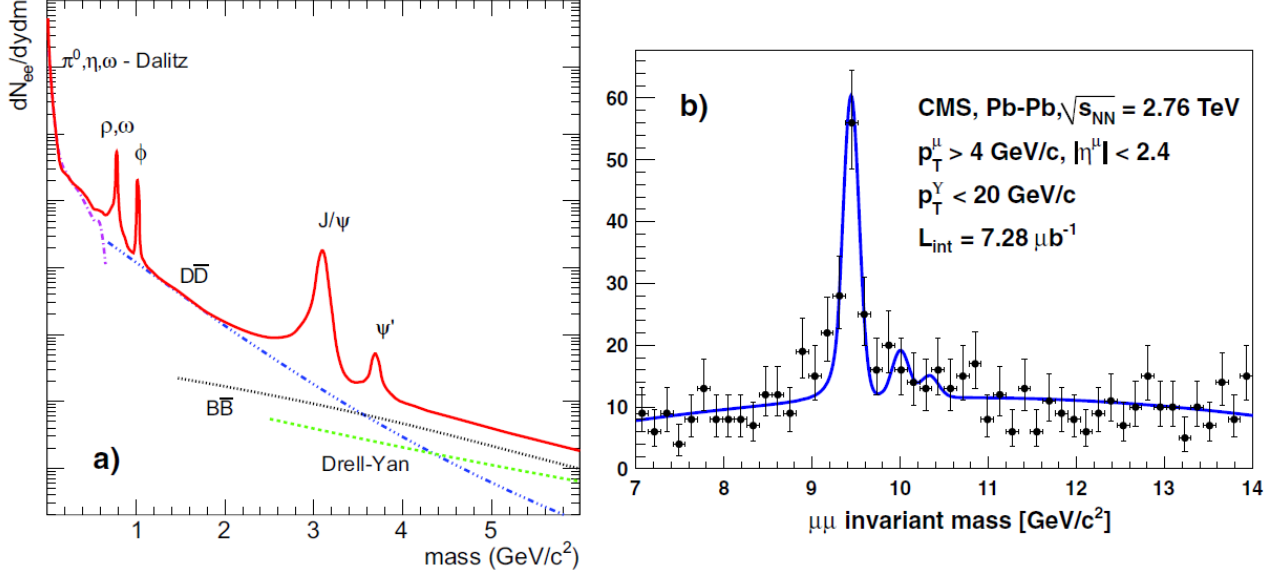 dN_ee/dydm
π⁰,η,ω - Dalitz
ρ,ω
φ
J/ψ
DD̅
ψ'
BB̅
Drell-Yan
a)
1 2 3 4 5
mass (GeV/c²)
b)
CMS, Pb-Pb, √s_NN = 2.76 TeV
p_T^μ > 4 GeV/c, |η^μ| < 2.4
p_T^Υ < 20 GeV/c
L_int = 7.28 μb⁻¹
60
50
40
30
20
10
0
7 8 9 10 11 12 13 14
μμ invariant mass [GeV/c²]